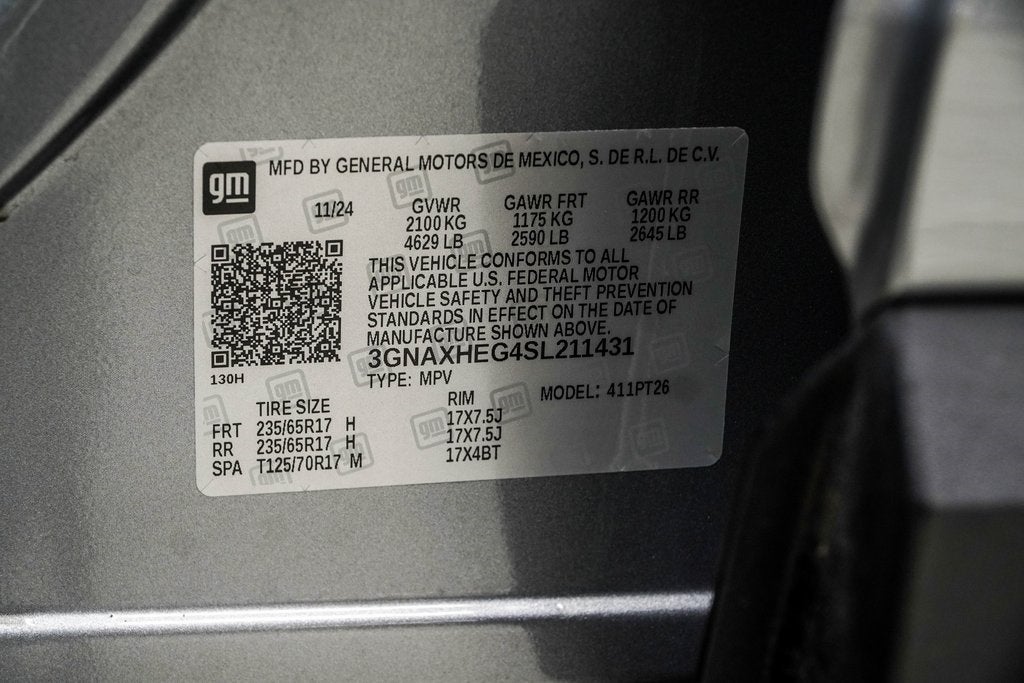 gm
MFD BY GENERAL MOTORS DE MEXICO, S. DE R.L. DE C.V.
11/24
GVWR GAWR FRT GAWR RR
2100 KG 1175 KG 1200 KG
4629 LB 2590 LB 2645 LB
THIS VEHICLE CONFORMS TO ALL
APPLICABLE U.S. FEDERAL MOTOR
VEHICLE SAFETY AND THEFT PREVENTION
STANDARDS IN EFFECT ON THE DATE OF
MANUFACTURE SHOWN ABOVE.
3GNAXHEG4SL211431
130H
TYPE: MPV
MODEL: 411PT26
TIRE SIZE RIM
FRT 235/65R17 H 17X7.5J
RR 235/65R17 H 17X7.5J
SPA T125/70R17 M 17X4BT